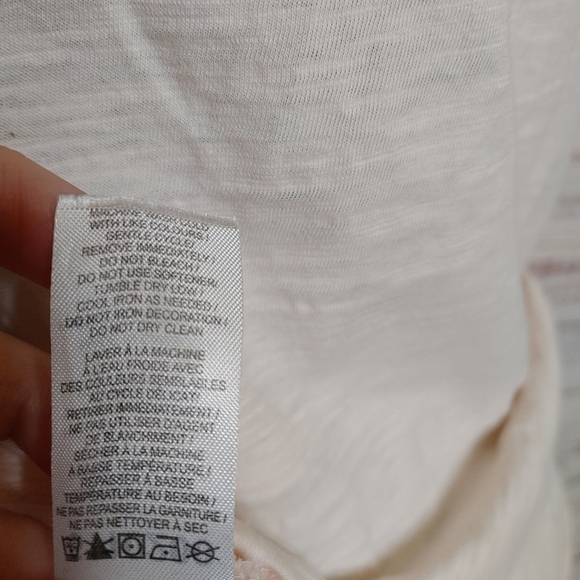 MACHINE WASH COLD
WITH LIKE COLOURS /
GENTLE CYCLE /
REMOVE IMMEDIATELY
DO NOT BLEACH /
DO NOT USE SOFTENER /
TUMBLE DRY LOW /
COOL IRON AS NEEDED /
DO NOT IRON DECORATION /
DO NOT DRY CLEAN
LAVER À LA MACHINE
À L'EAU FROIDE AVEC
DES COULEURS SEMBLABLES
AU CYCLE DÉLICAT /
RETIRER IMMÉDIATEMENT /
NE PAS UTILISER D'AGENT
DE BLANCHIMENT /
SÉCHER À LA MACHINE
À BASSE TEMPÉRATURE /
REPASSER À BASSE
TEMPÉRATURE AU BESOIN /
NE PAS REPASSER LA GARNITURE /
NE PAS NETTOYER À SEC